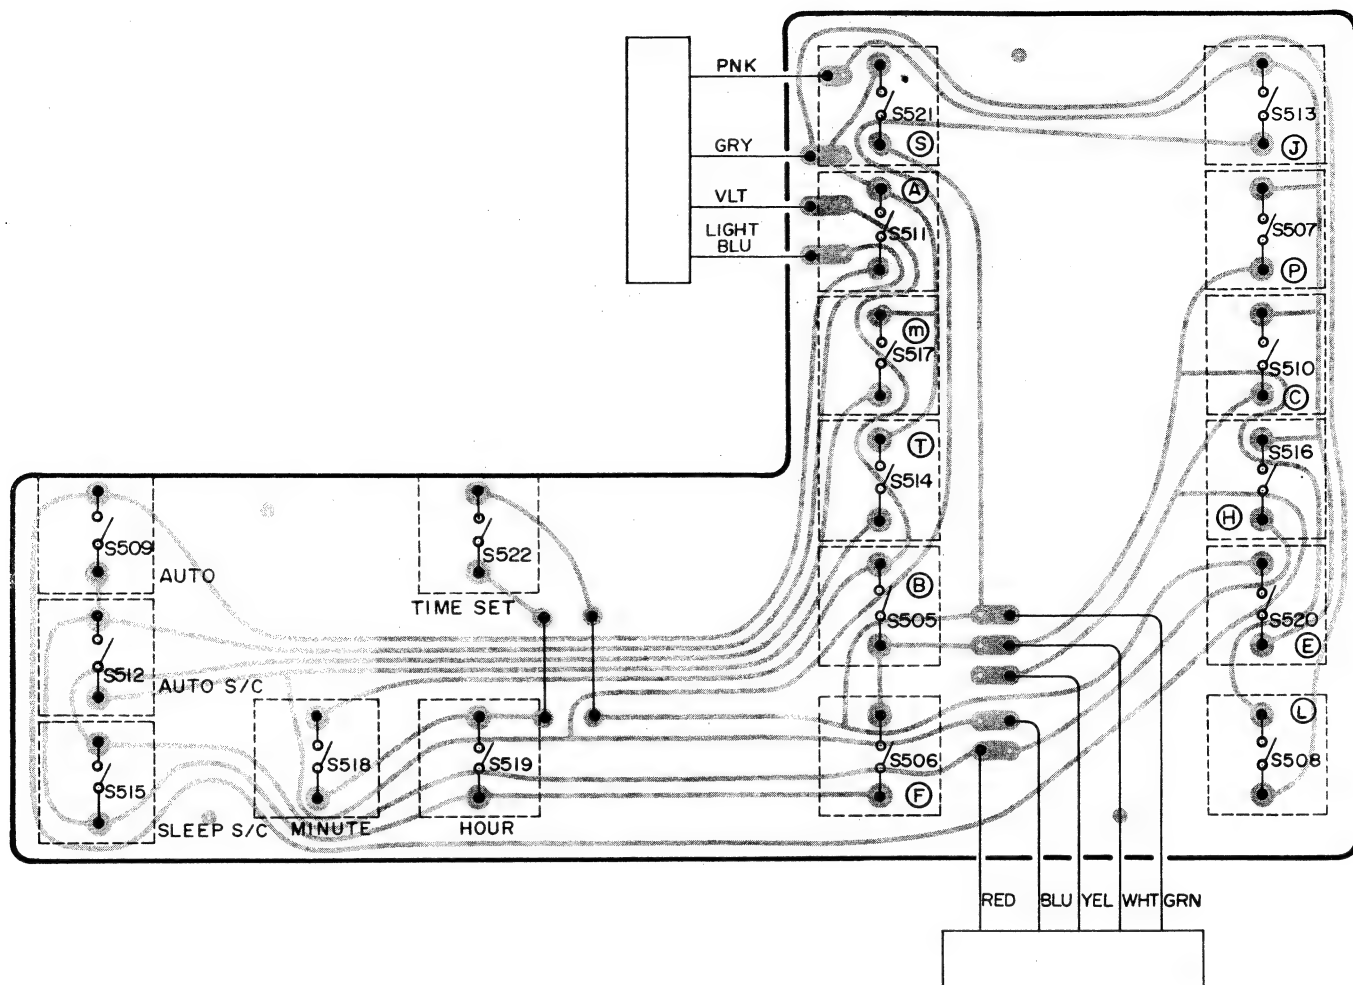 PNK
S521
S513
GRY
S
J
VLT
A
LIGHT
BLU
S511
S507
P
m
S517
S510
C
T
S514
S516
H
S509
S522
AUTO
TIME SET
B
S505
S520
E
S512
AUTO S/C
L
S518
S519
S506
S508
S515
F
SLEEP S/C
MINUTE
HOUR
RED
BLU
YEL
WHT
GRN